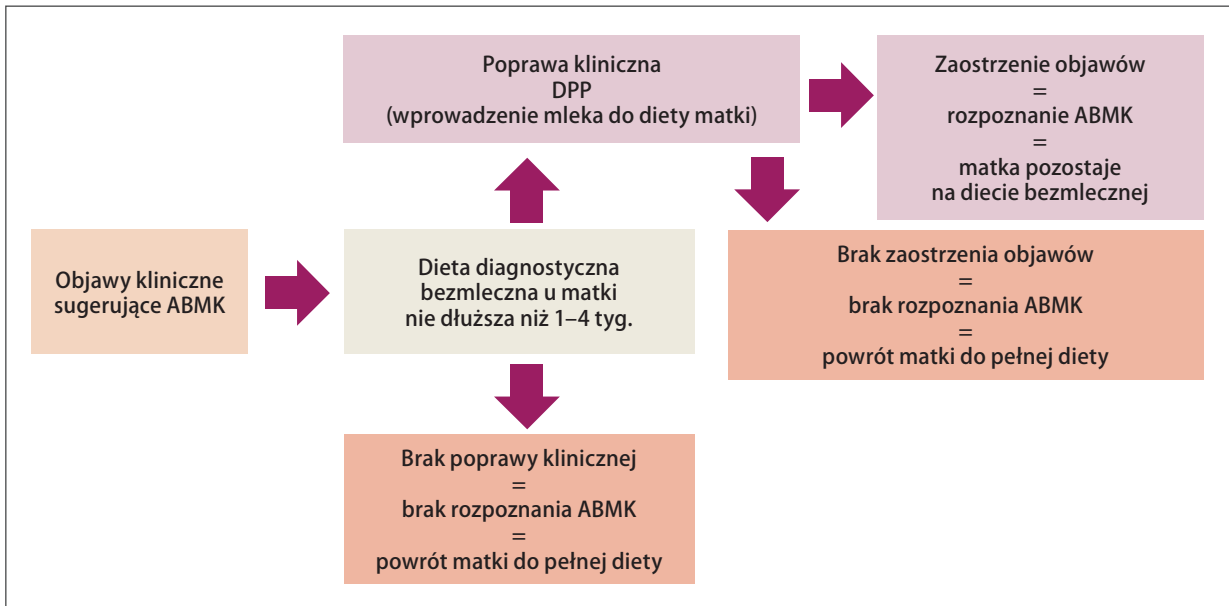 Objawy kliniczne
sugerujące ABMK
Dieta diagnostyczna
bezmleczna u matki
nie dłuższa niż 1–4 tyg.
Poprawa kliniczna
DPP
(wprowadzenie mleka do diety matki)
Zaostrzenie objawów
=
rozpoznanie ABMK
=
matka pozostaje
na diecie bezmlecznej
Brak zaostrzenia objawów
=
brak rozpoznania ABMK
=
powrót matki do pełnej diety
Brak poprawy klinicznej
=
brak rozpoznania ABMK
=
powrót matki do pełnej diety